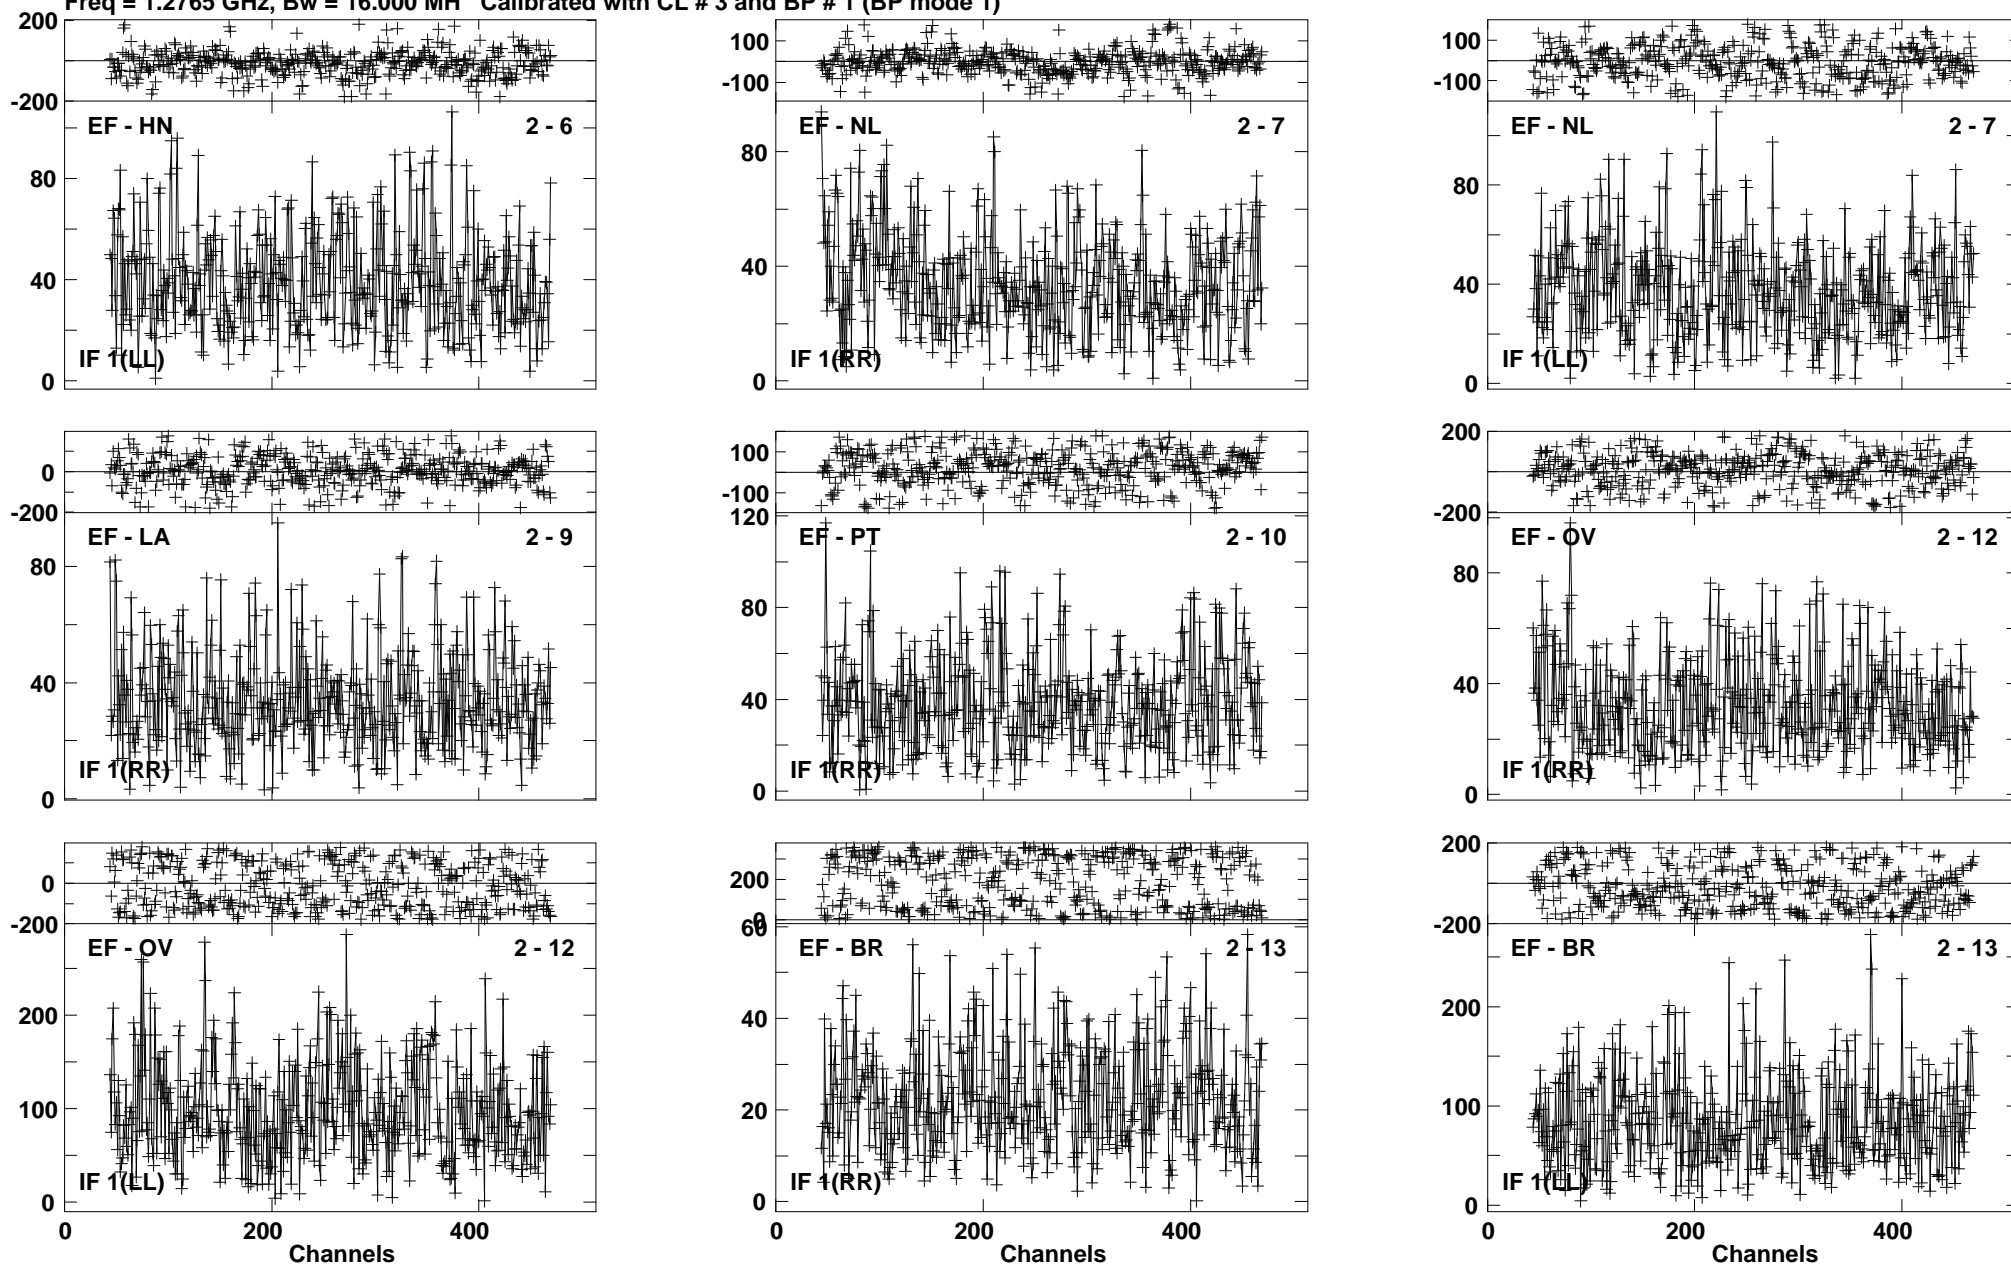 Freq = 1.2765 GHz, Bw = 16.000 MH Calibrated with CL # 3 and BP # 1 (BP mode 1)
200
-200
EF - HN 2 - 6
80
40
0
IF 1(LL)
100
-100
EF - NL 2 - 7
80
40
0
IF 1(RR)
100
-100
EF - NL 2 - 7
80
40
0
IF 1(LL)
0
-200
EF - LA 2 - 9
80
40
0
IF 1(RR)
100
-100
120
EF - PT 2 - 10
80
40
0
IF 1(RR)
200
-200
EF - OV 2 - 12
80
40
0
IF 1(RR)
0
-200
EF - OV 2 - 12
200
100
0
IF 1(LL)
0 200 400
Channels
200
0
60
EF - BR 2 - 13
40
20
0
IF 1(RR)
0 200 400
Channels
200
-200
EF - BR 2 - 13
200
100
0
IF 1(LL)
0 200 400
Channels